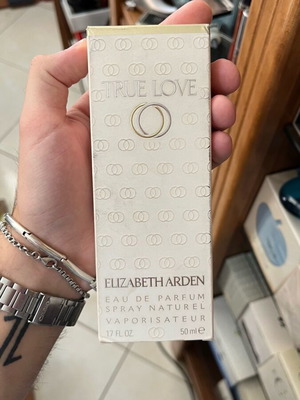 TRUE LOVE
ELIZABETH ARDEN
EAU DE PARFUM
SPRAY NATUREL
VAPORISATEUR
1.7 FL.OZ. 50 ml e